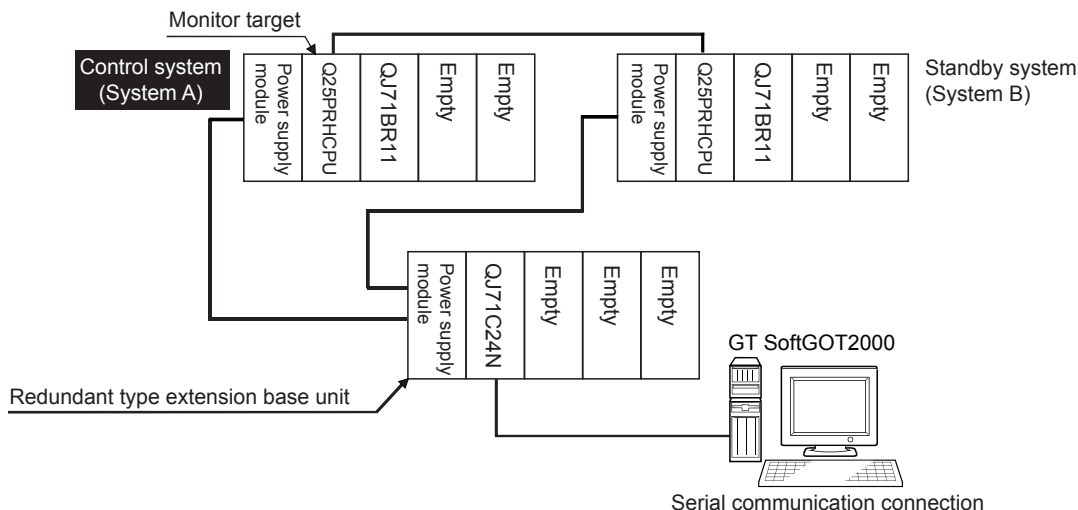 Monitor target
Control system
(System A)
Power supply
module
Q25PRHCPU
QJ71BR11
Empty
Empty
Power supply
module
Q25PRHCPU
QJ71BR11
Empty
Empty
Standby system
(System B)
Power supply
module
QJ71C24N
Empty
Empty
Empty
GT SoftGOT2000
Redundant type extension base unit
Serial communication connection